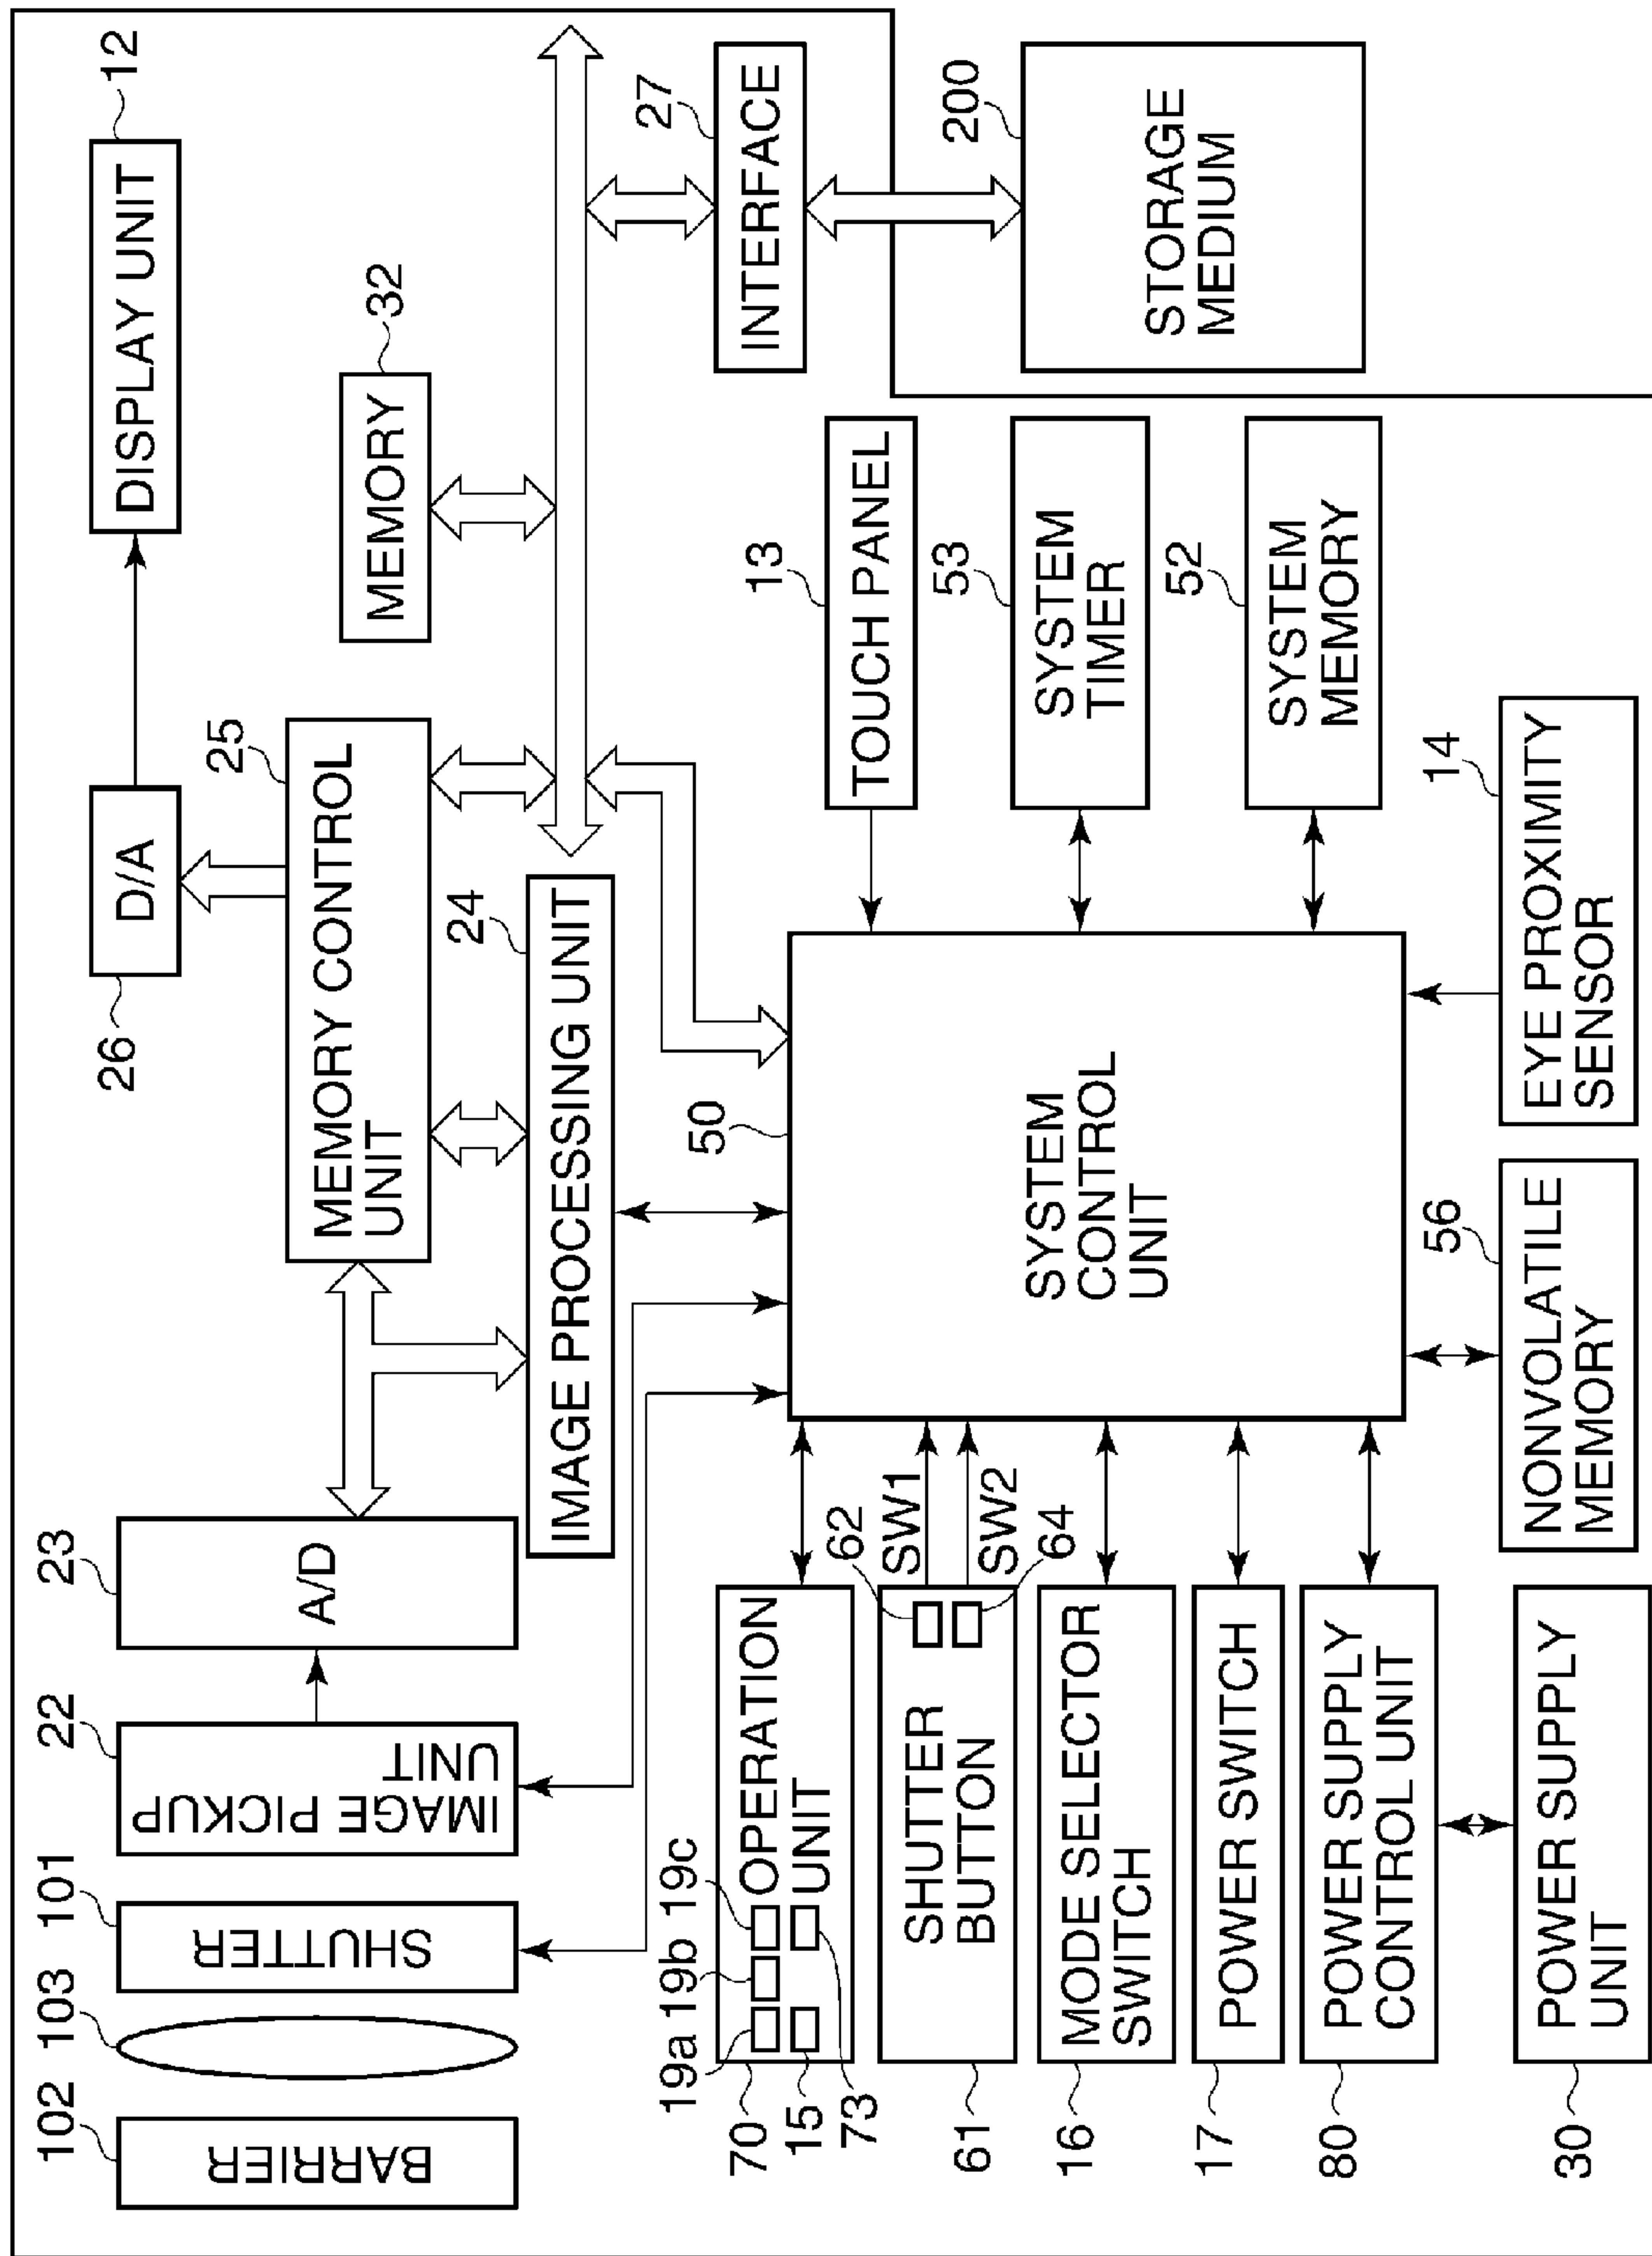 102
103
101
22
23
BARRIER
SHUTTER
IMAGE PICKUP
UNIT
A/D
26
D/A
12
DISPLAY UNIT
25
MEMORY CONTROL
UNIT
32
MEMORY
24
IMAGE PROCESSING UNIT
27
INTERFACE
200
STORAGE
MEDIUM
19a
19b
19c
70
OPERATION
UNIT
15
73
62
SW1
SW2
64
61
SHUTTER
BUTTON
16
MODE SELECTOR
SWITCH
17
POWER SWITCH
80
POWER SUPPLY
CONTROL UNIT
30
POWER SUPPLY
UNIT
50
SYSTEM
CONTROL
UNIT
13
TOUCH PANEL
53
SYSTEM
TIMER
52
SYSTEM
MEMORY
56
NONVOLATILE
MEMORY
14
EYE PROXIMITY
SENSOR